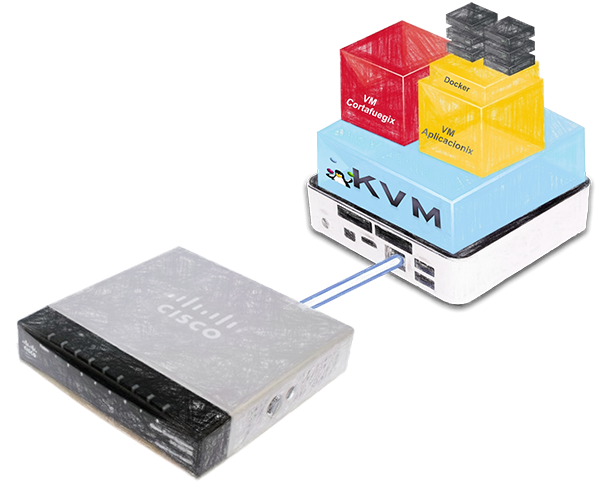 Docker
VM
Cortafuegix
VM
Aplicacionix
KVM
CISCO